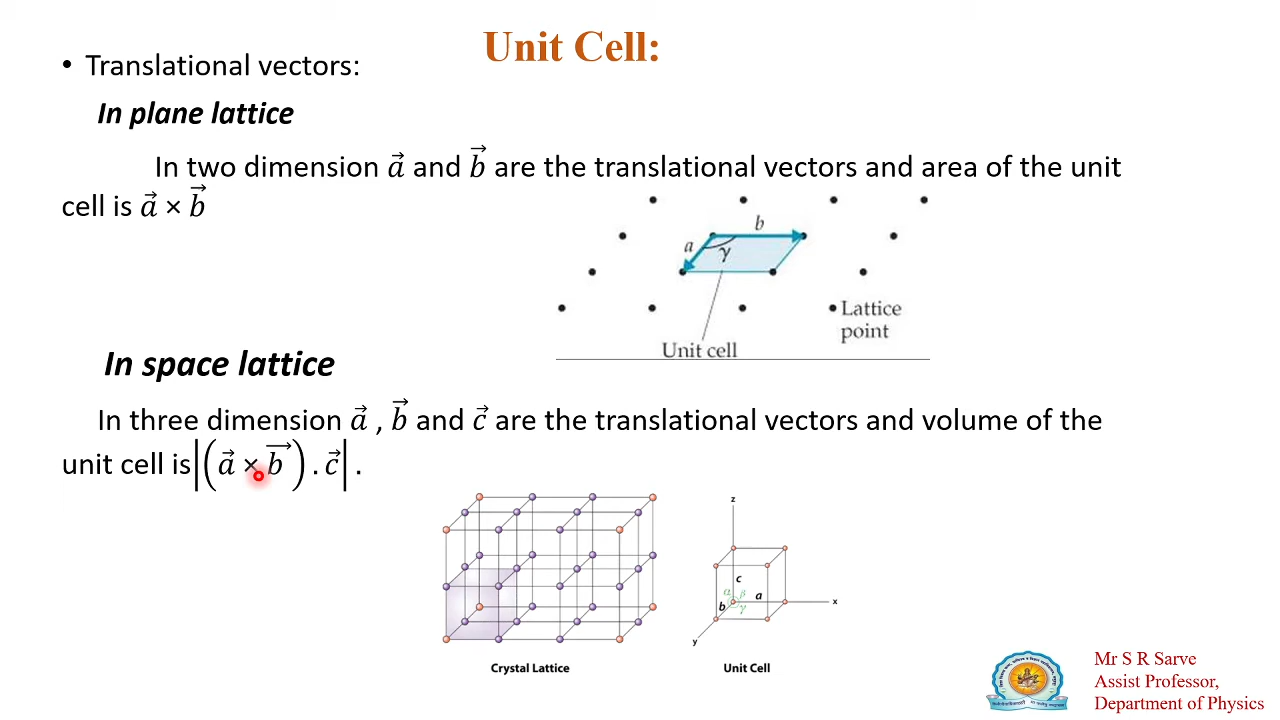 Unit Cell:
• Translational vectors:
In plane lattice
In two dimension a⃗ and b⃗ are the translational vectors and area of the unit
cell is a⃗ × b⃗
b
a
γ
Lattice
point
Unit cell
In space lattice
In three dimension a⃗ , b⃗ and c⃗ are the translational vectors and volume of the
unit cell is |(a⃗ × b⃗ ) . c⃗| .
z
c
α β
a
x
b γ
y
Crystal Lattice
Unit Cell
Mr S R Sarve
Assist Professor,
Department of Physics